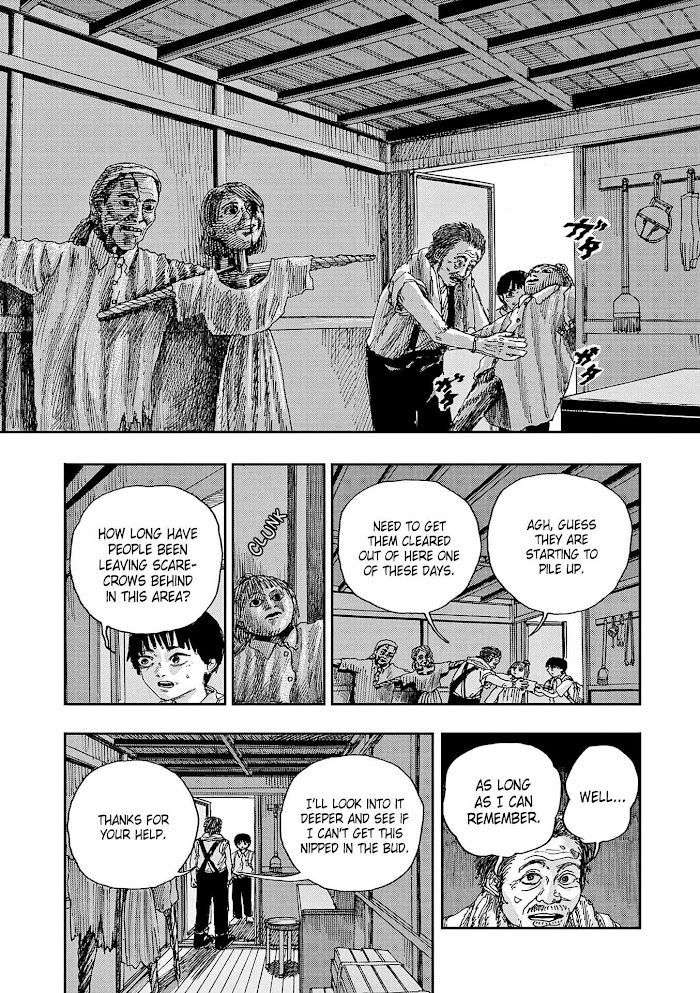 ガタ
ガタ
ガタ
AGH, GUESS
THEY ARE
STARTING TO
PILE UP.
NEED TO GET
THEM CLEARED
OUT OF HERE ONE
OF THESE DAYS.
CLUNK
HOW LONG HAVE
PEOPLE BEEN
LEAVING SCARE-
CROWS BEHIND
IN THIS AREA?
WELL...
AS LONG
AS I CAN
REMEMBER.
I'LL LOOK INTO IT
DEEPER AND SEE IF
I CAN'T GET THIS
NIPPED IN THE BUD.
THANKS FOR
YOUR HELP.